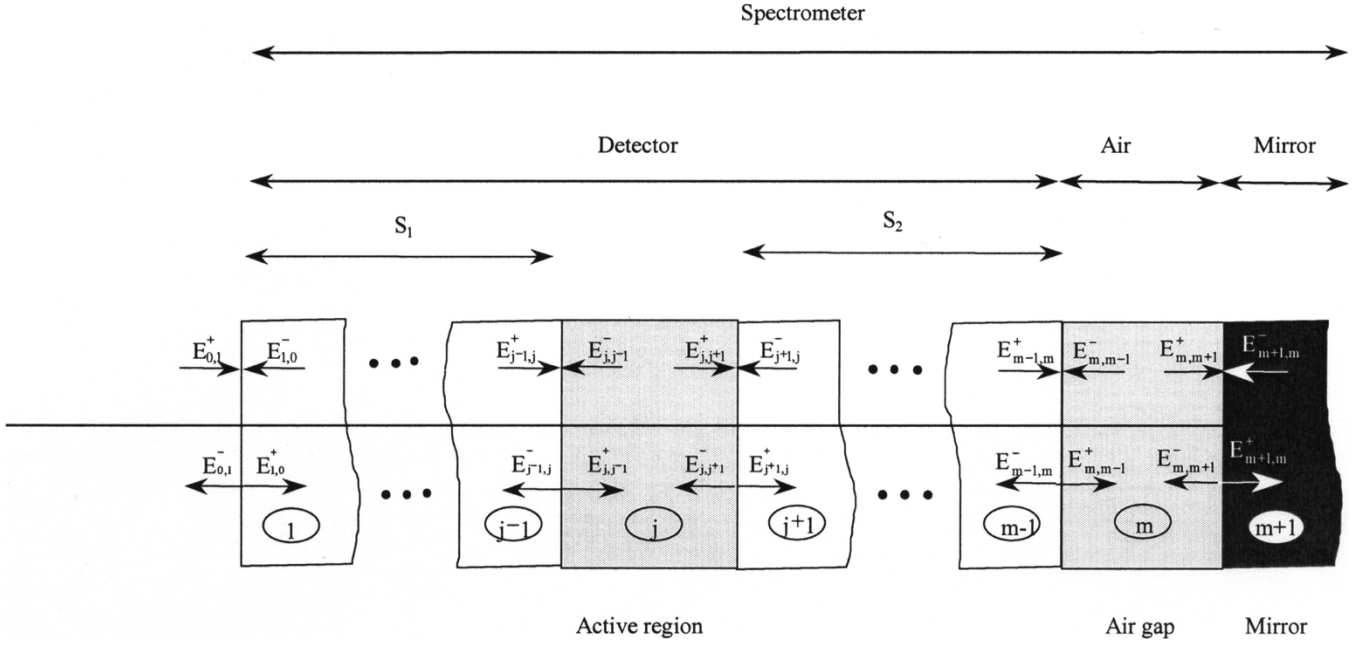 Spectrometer
Detector Air Mirror
S₁ S₂
E⁺₀,₁ E⁻₁,₀ E⁺ⱼ₋₁,ⱼ E⁻ⱼ,ⱼ₋₁ E⁺ⱼ,ⱼ₊₁ E⁻ⱼ₊₁,ⱼ E⁺ₘ₋₁,ₘ E⁻ₘ,ₘ₋₁ E⁺ₘ,ₘ₊₁ E⁻ₘ₊₁,ₘ
E⁻₀,₁ E⁺₁,₀ E⁻ⱼ₋₁,ⱼ E⁺ⱼ,ⱼ₋₁ E⁻ⱼ,ⱼ₊₁ E⁺ⱼ₊₁,ⱼ E⁻ₘ₋₁,ₘ E⁺ₘ,ₘ₋₁ E⁻ₘ,ₘ₊₁ E⁺ₘ₊₁,ₘ
1 j-1 j j+1 m-1 m m+1
Active region Air gap Mirror